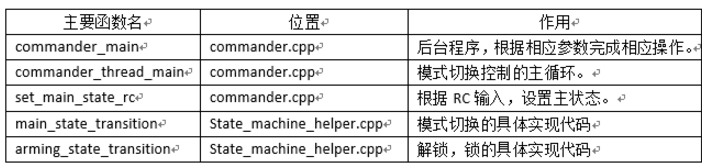 主要函数名 位置 作用
commander_main commander.cpp 后台程序，根据相应参数完成相应操作。
commander_thread_main commander.cpp 模式切换控制的主循环。
set_main_state_rc commander.cpp 根据 RC 输入，设置主状态。
main_state_transition State_machine_helper.cpp 模式切换的具体实现代码
arming_state_transition State_machine_helper.cpp 解锁，锁的具体实现代码